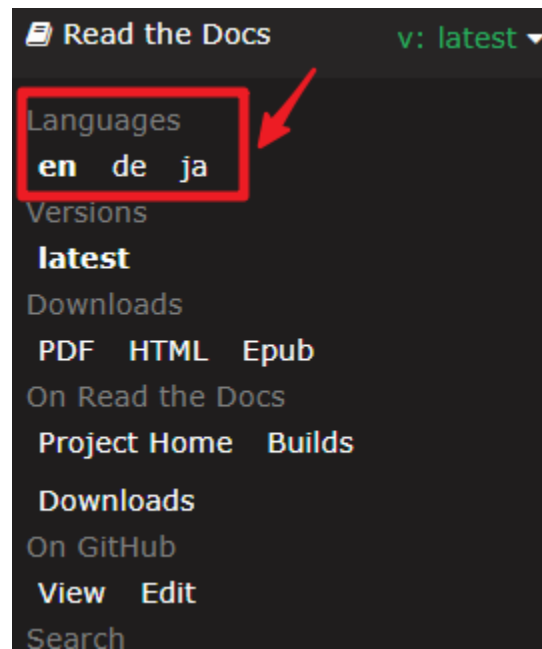 Read the Docs v: latest
Languages
en de ja
Versions
latest
Downloads
PDF HTML Epub
On Read the Docs
Project Home Builds
Downloads
On GitHub
View Edit
Search